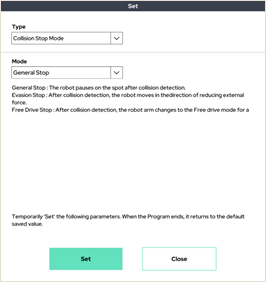 Set
Type
Collision Stop Mode
Mode
General Stop
General Stop : The robot pauses on the spot after collision detection.
Evasion Stop : After collision detection, the robot moves in thedirection of reducing external
force.
Free Drive Stop : After collision detection, the robot arm changes to the Free drive mode for a
Temporarily 'Set' the following parameters. When the Program ends, it returns to the default
saved value.
Set
Close